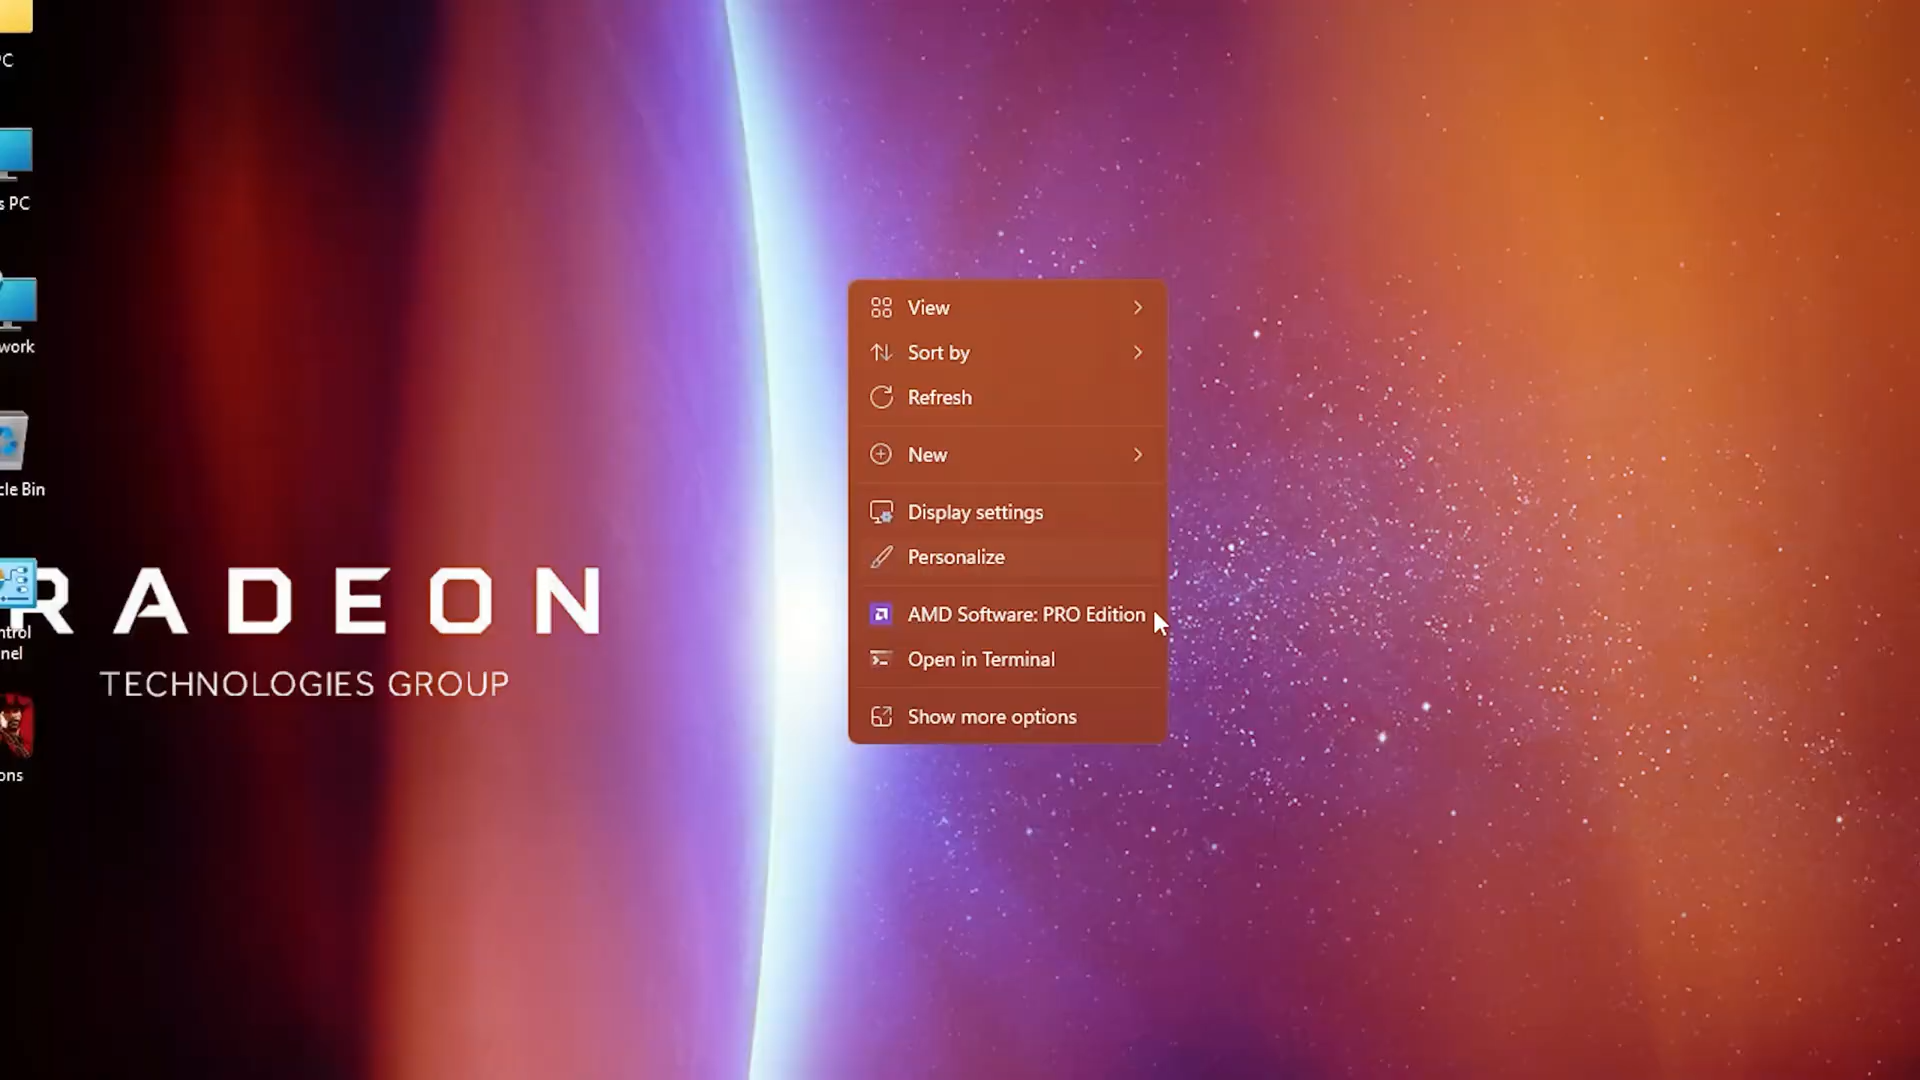 PC
s PC
work
cle Bin
ntrol
nel
ons
RADEON
TECHNOLOGIES GROUP
View
Sort by
Refresh
New
Display settings
Personalize
AMD Software: PRO Edition
Open in Terminal
Show more options